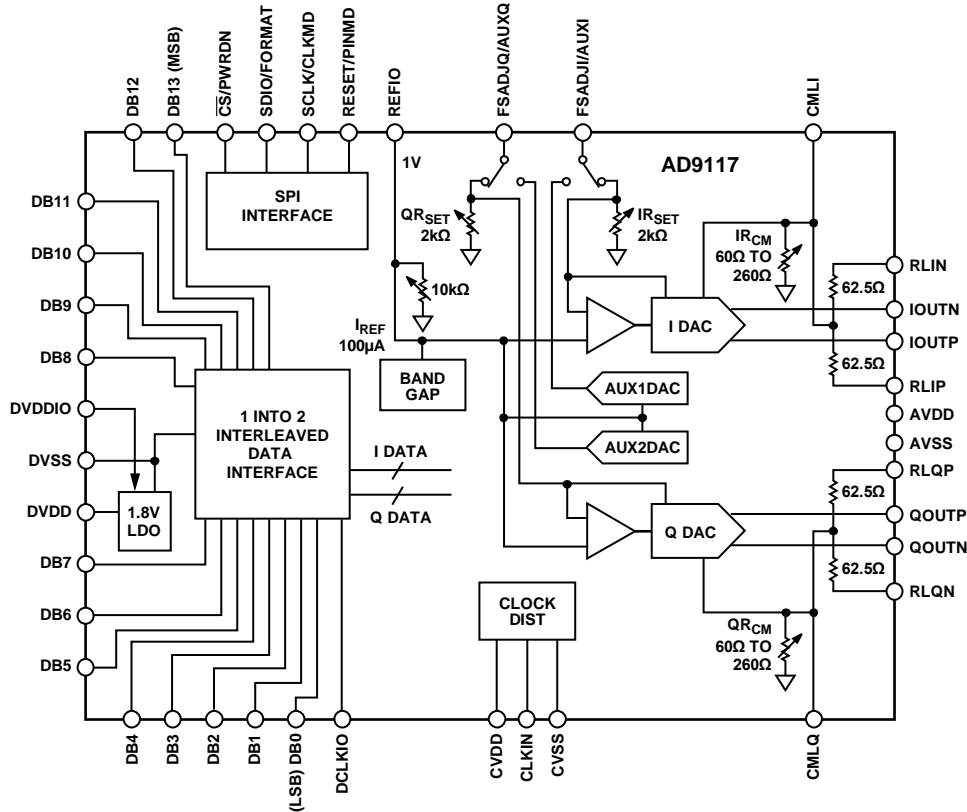 DB12
DB13 (MSB)
CS/PWRDN
SDIO/FORMAT
SCLK/CLKMD
RESET/PINMD
REFIO
FSADJQ/AUXQ
FSADJI/AUXI
CMLI
AD9117
1V
SPI
INTERFACE
QRSET
2kΩ
IRSET
2kΩ
IRCM
60Ω TO
260Ω
10kΩ
IREF
100µA
BAND
GAP
I DAC
62.5Ω
62.5Ω
AUX1DAC
AUX2DAC
1 INTO 2
INTERLEAVED
DATA
INTERFACE
I DATA
Q DATA
1.8V
LDO
Q DAC
62.5Ω
62.5Ω
CLOCK
DIST
QRCM
60Ω TO
260Ω
DB11
DB10
DB9
DB8
DVDDIO
DVSS
DVDD
DB7
DB6
DB5
RLIN
IOUTN
IOUTP
RLIP
AVDD
AVSS
RLQP
QOUTP
QOUTN
RLQN
DB4
DB3
DB2
DB1
(LSB) DB0
DCLKIO
CVDD
CLKIN
CVSS
CMLQ